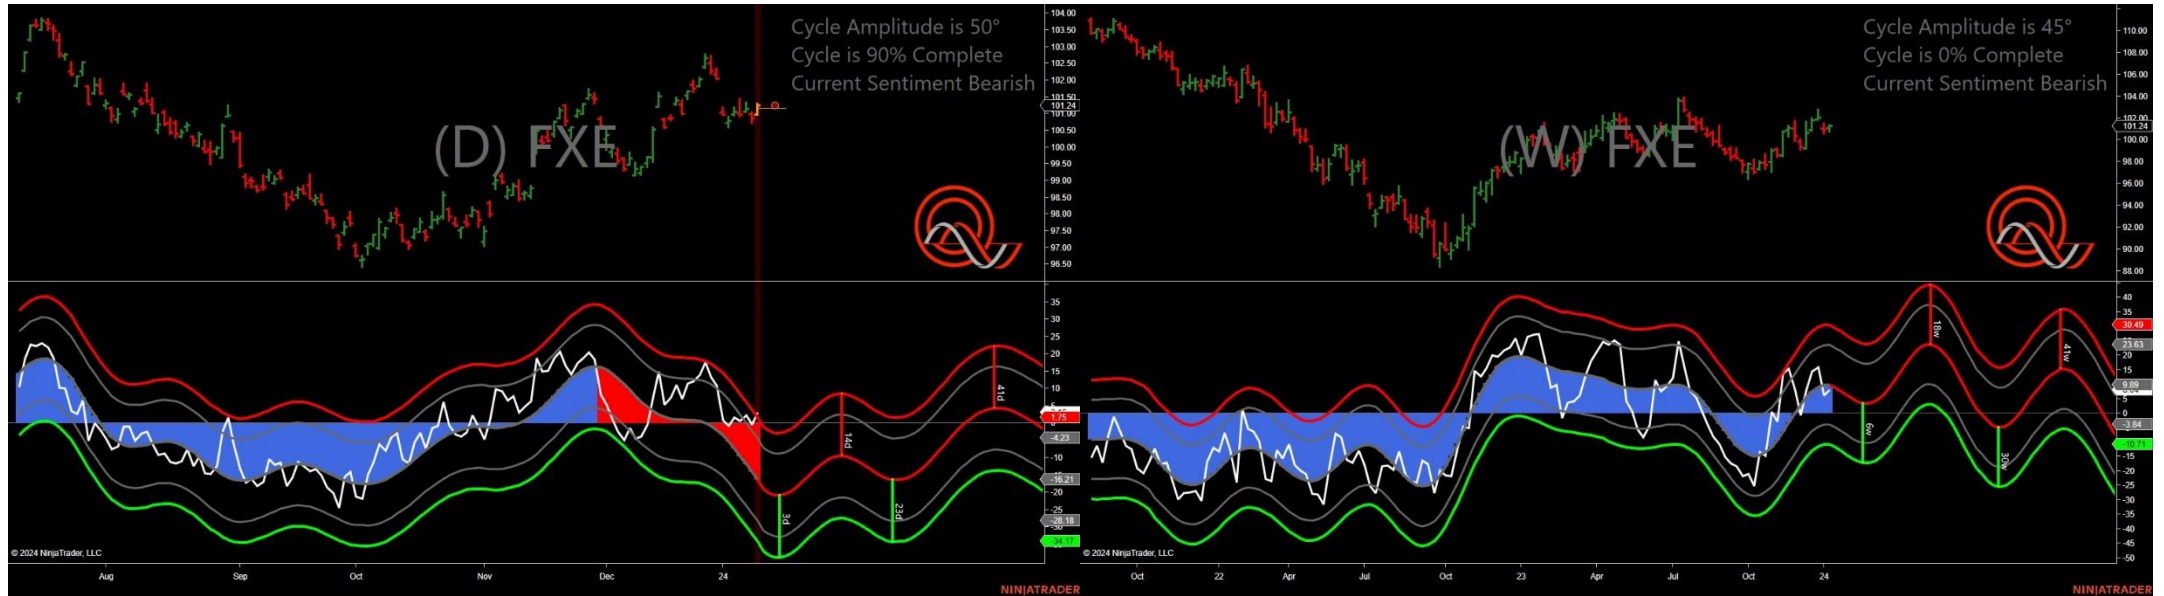 Cycle Amplitude is 50°
Cycle is 90% Complete
Current Sentiment Bearish
(D) FXE
104.00
103.50
103.00
102.50
102.00
101.50
101.24
101.00
100.50
100.00
99.50
99.00
98.50
98.00
97.50
97.00
96.50
35
30
25
20
15
10
5
1.75
0
-4.23
-10
-16.21
-20
-25
-28.18
-30
-34.17
3d
14d
23d
41d
© 2024 NinjaTrader, LLC
Aug
Sep
Oct
Nov
Dec
24
NINJATRADER
Cycle Amplitude is 45°
Cycle is 0% Complete
Current Sentiment Bearish
(W) FXE
110.00
108.00
106.00
104.00
102.00
101.24
100.00
98.00
96.00
94.00
92.00
90.00
88.00
40
35
30.49
23.63
20
15
9.89
5
0
-3.84
-10.71
-15
-20
-25
-30
-35
-40
-45
-50
6w
18w
30w
41w
© 2024 NinjaTrader, LLC
Oct
22
Apr
Jul
Oct
23
Apr
Jul
Oct
24
NINJATRADER